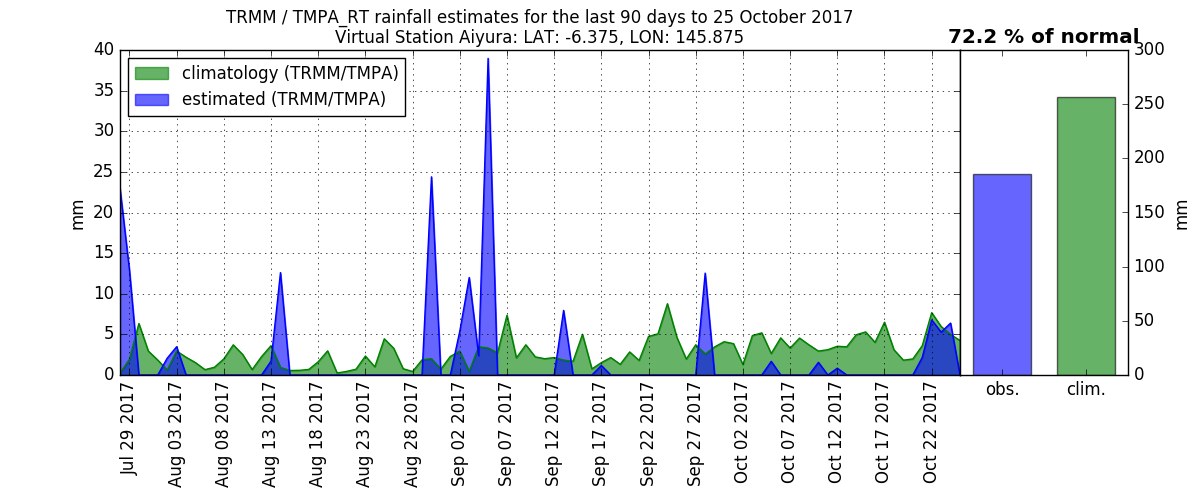 TRMM / TMPA_RT rainfall estimates for the last 90 days to 25 October 2017
Virtual Station Aiyura: LAT: -6.375, LON: 145.875
72.2 % of normal
climatology (TRMM/TMPA)
estimated (TRMM/TMPA)
mm
40
35
30
25
20
15
10
5
0
Jul 29 2017
Aug 03 2017
Aug 08 2017
Aug 13 2017
Aug 18 2017
Aug 23 2017
Aug 28 2017
Sep 02 2017
Sep 07 2017
Sep 12 2017
Sep 17 2017
Sep 22 2017
Sep 27 2017
Oct 02 2017
Oct 07 2017
Oct 12 2017
Oct 17 2017
Oct 22 2017
obs.
clim.
300
250
200
150
100
50
0
mm